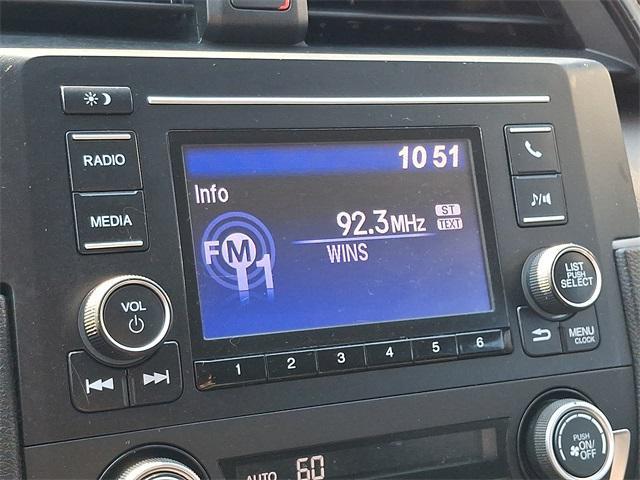 10 51
RADIO
Info
MEDIA
92.3MHz ST
TEXT
FM1
WINS
LIST
PUSH
SELECT
VOL
MENU
CLOCK
1 2 3 4 5 6
PUSH
ON/
OFF
AUTO 60